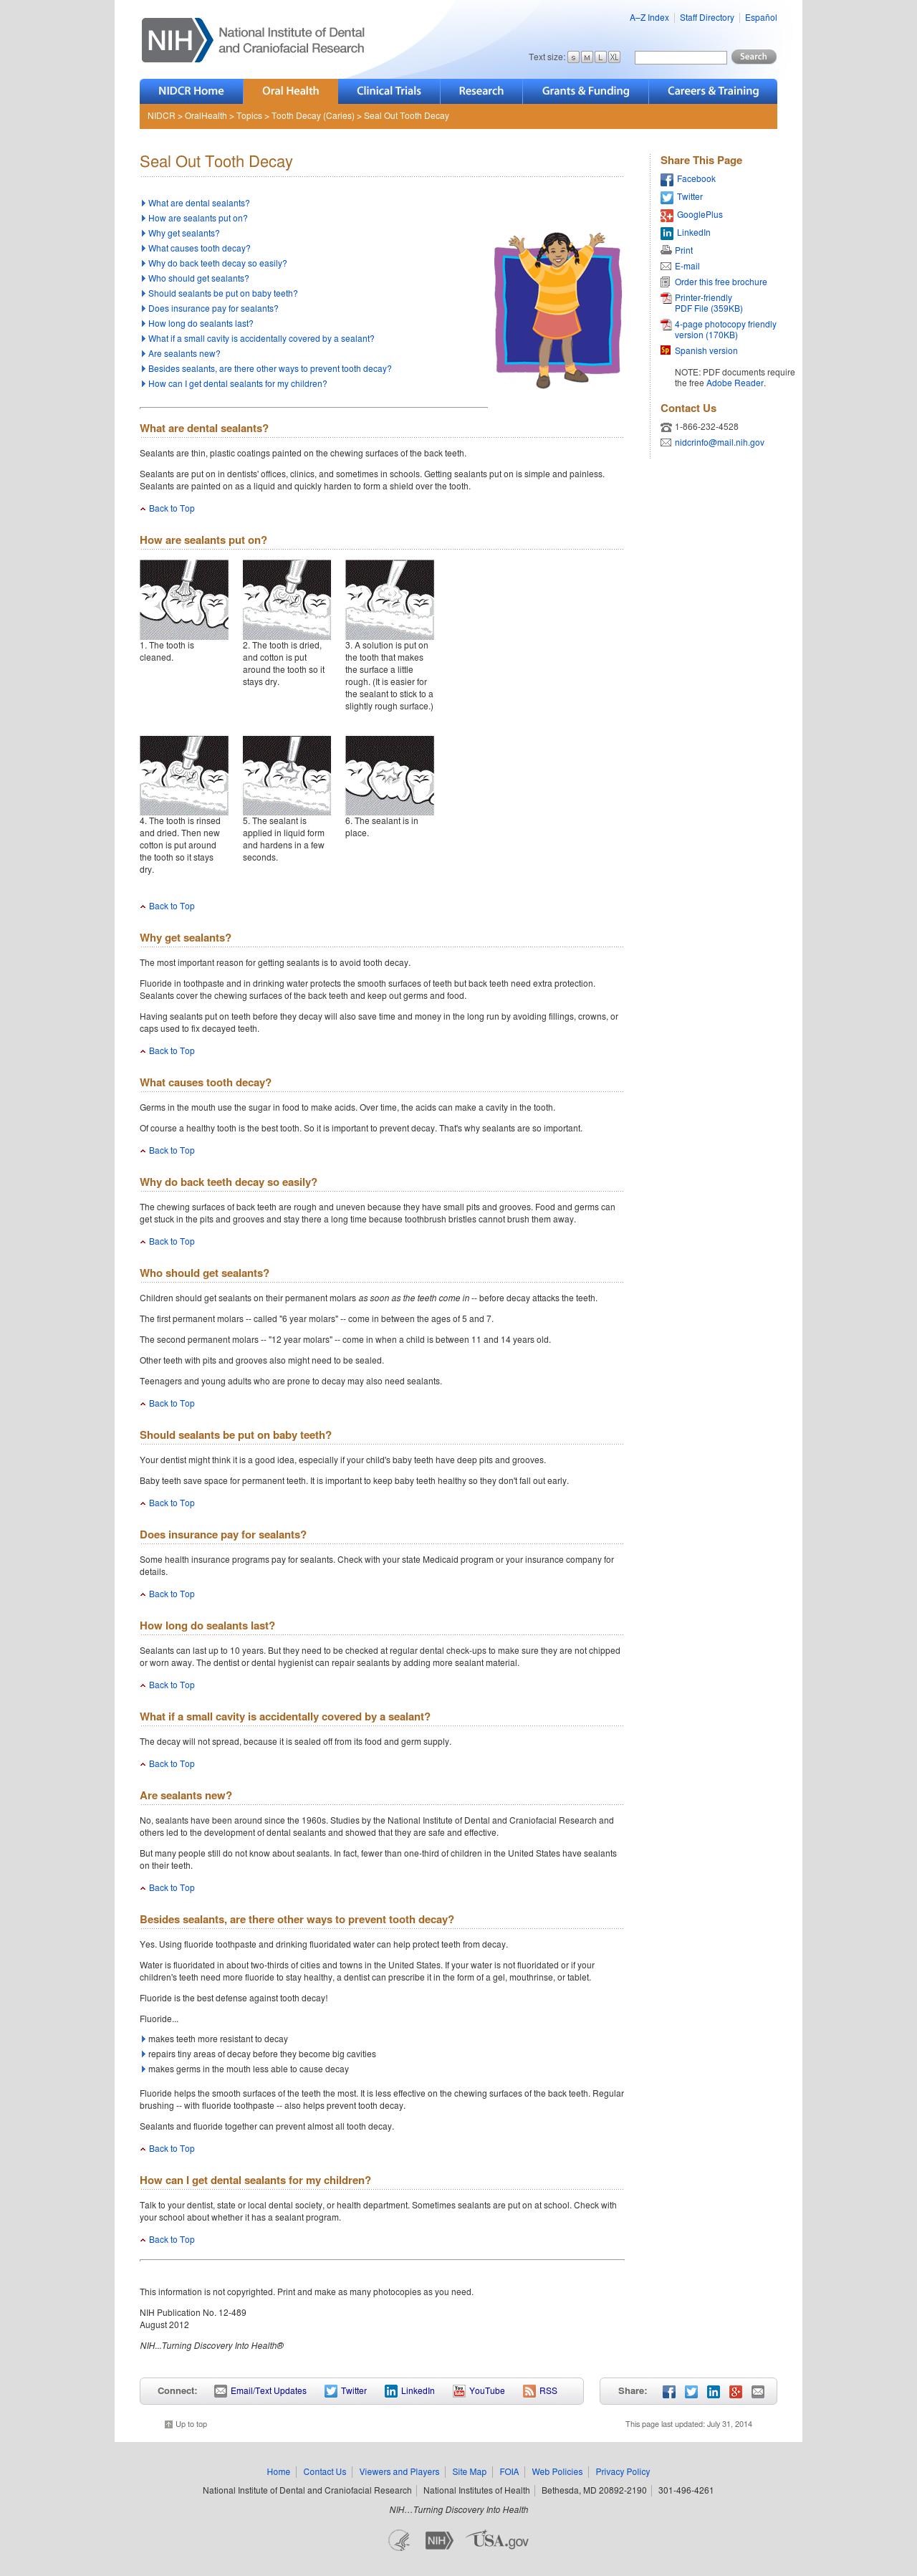 A–Z Index
Staff Directory
Español
NIH
National Institute of Dental
and Craniofacial Research
Text size: S M L XL
Search
NIDCR Home
Oral Health
Clinical Trials
Research
Grants & Funding
Careers & Training
NIDCR > OralHealth > Topics > Tooth Decay (Caries) > Seal Out Tooth Decay
Seal Out Tooth Decay
What are dental sealants?
How are sealants put on?
Why get sealants?
What causes tooth decay?
Why do back teeth decay so easily?
Who should get sealants?
Should sealants be put on baby teeth?
Does insurance pay for sealants?
How long do sealants last?
What if a small cavity is accidentally covered by a sealant?
Are sealants new?
Besides sealants, are there other ways to prevent tooth decay?
How can I get dental sealants for my children?
Share This Page
Facebook
Twitter
GooglePlus
LinkedIn
Print
E-mail
Order this free brochure
Printer-friendly
PDF File (359KB)
4-page photocopy friendly
version (170KB)
Sp Spanish version
NOTE: PDF documents require
the free Adobe Reader.
Contact Us
1-866-232-4528
nidcrinfo@mail.nih.gov
What are dental sealants?
Sealants are thin, plastic coatings painted on the chewing surfaces of the back teeth.
Sealants are put on in dentists' offices, clinics, and sometimes in schools. Getting sealants put on is simple and painless.
Sealants are painted on as a liquid and quickly harden to form a shield over the tooth.
Back to Top
How are sealants put on?
1. The tooth is
cleaned.
2. The tooth is dried,
and cotton is put
around the tooth so it
stays dry.
3. A solution is put on
the tooth that makes
the surface a little
rough. (It is easier for
the sealant to stick to a
slightly rough surface.)
4. The tooth is rinsed
and dried. Then new
cotton is put around
the tooth so it stays
dry.
5. The sealant is
applied in liquid form
and hardens in a few
seconds.
6. The sealant is in
place.
Back to Top
Why get sealants?
The most important reason for getting sealants is to avoid tooth decay.
Fluoride in toothpaste and in drinking water protects the smooth surfaces of teeth but back teeth need extra protection.
Sealants cover the chewing surfaces of the back teeth and keep out germs and food.
Having sealants put on teeth before they decay will also save time and money in the long run by avoiding fillings, crowns, or
caps used to fix decayed teeth.
Back to Top
What causes tooth decay?
Germs in the mouth use the sugar in food to make acids. Over time, the acids can make a cavity in the tooth.
Of course a healthy tooth is the best tooth. So it is important to prevent decay. That's why sealants are so important.
Back to Top
Why do back teeth decay so easily?
The chewing surfaces of back teeth are rough and uneven because they have small pits and grooves. Food and germs can
get stuck in the pits and grooves and stay there a long time because toothbrush bristles cannot brush them away.
Back to Top
Who should get sealants?
Children should get sealants on their permanent molars as soon as the teeth come in -- before decay attacks the teeth.
The first permanent molars -- called "6 year molars" -- come in between the ages of 5 and 7.
The second permanent molars -- "12 year molars" -- come in when a child is between 11 and 14 years old.
Other teeth with pits and grooves also might need to be sealed.
Teenagers and young adults who are prone to decay may also need sealants.
Back to Top
Should sealants be put on baby teeth?
Your dentist might think it is a good idea, especially if your child's baby teeth have deep pits and grooves.
Baby teeth save space for permanent teeth. It is important to keep baby teeth healthy so they don't fall out early.
Back to Top
Does insurance pay for sealants?
Some health insurance programs pay for sealants. Check with your state Medicaid program or your insurance company for
details.
Back to Top
How long do sealants last?
Sealants can last up to 10 years. But they need to be checked at regular dental check-ups to make sure they are not chipped
or worn away. The dentist or dental hygienist can repair sealants by adding more sealant material.
Back to Top
What if a small cavity is accidentally covered by a sealant?
The decay will not spread, because it is sealed off from its food and germ supply.
Back to Top
Are sealants new?
No, sealants have been around since the 1960s. Studies by the National Institute of Dental and Craniofacial Research and
others led to the development of dental sealants and showed that they are safe and effective.
But many people still do not know about sealants. In fact, fewer than one-third of children in the United States have sealants
on their teeth.
Back to Top
Besides sealants, are there other ways to prevent tooth decay?
Yes. Using fluoride toothpaste and drinking fluoridated water can help protect teeth from decay.
Water is fluoridated in about two-thirds of cities and towns in the United States. If your water is not fluoridated or if your
children's teeth need more fluoride to stay healthy, a dentist can prescribe it in the form of a gel, mouthrinse, or tablet.
Fluoride is the best defense against tooth decay!
Fluoride...
makes teeth more resistant to decay
repairs tiny areas of decay before they become big cavities
makes germs in the mouth less able to cause decay
Fluoride helps the smooth surfaces of the teeth the most. It is less effective on the chewing surfaces of the back teeth. Regular
brushing -- with fluoride toothpaste -- also helps prevent tooth decay.
Sealants and fluoride together can prevent almost all tooth decay.
Back to Top
How can I get dental sealants for my children?
Talk to your dentist, state or local dental society, or health department. Sometimes sealants are put on at school. Check with
your school about whether it has a sealant program.
Back to Top
This information is not copyrighted. Print and make as many photocopies as you need.
NIH Publication No. 12-489
August 2012
NIH...Turning Discovery Into Health®
Connect: Email/Text Updates Twitter LinkedIn YouTube RSS
Share:
Up to top
This page last updated: July 31, 2014
Home
Contact Us
Viewers and Players
Site Map
FOIA
Web Policies
Privacy Policy
National Institute of Dental and Craniofacial Research
National Institutes of Health
Bethesda, MD 20892-2190
301-496-4261
NIH…Turning Discovery Into Health
NIH
USA.gov